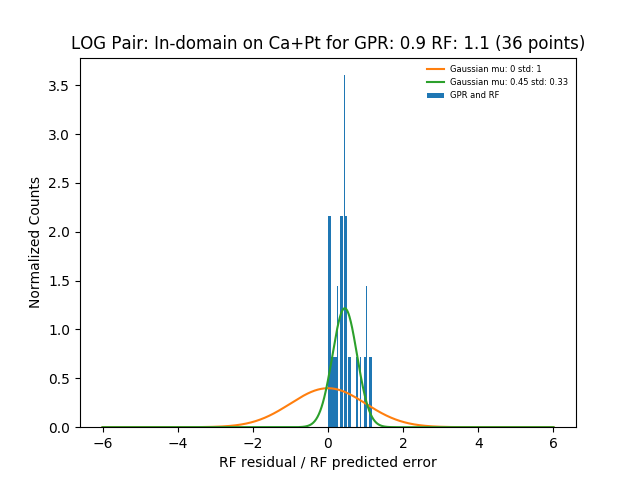 LOG Pair: In-domain on Ca+Pt for GPR: 0.9 RF: 1.1 (36 points)
Gaussian mu: 0 std: 1
Gaussian mu: 0.45 std: 0.33
GPR and RF
Normalized Counts
3.5
3.0
2.5
2.0
1.5
1.0
0.5
0.0
−6 −4 −2 0 2 4 6
RF residual / RF predicted error